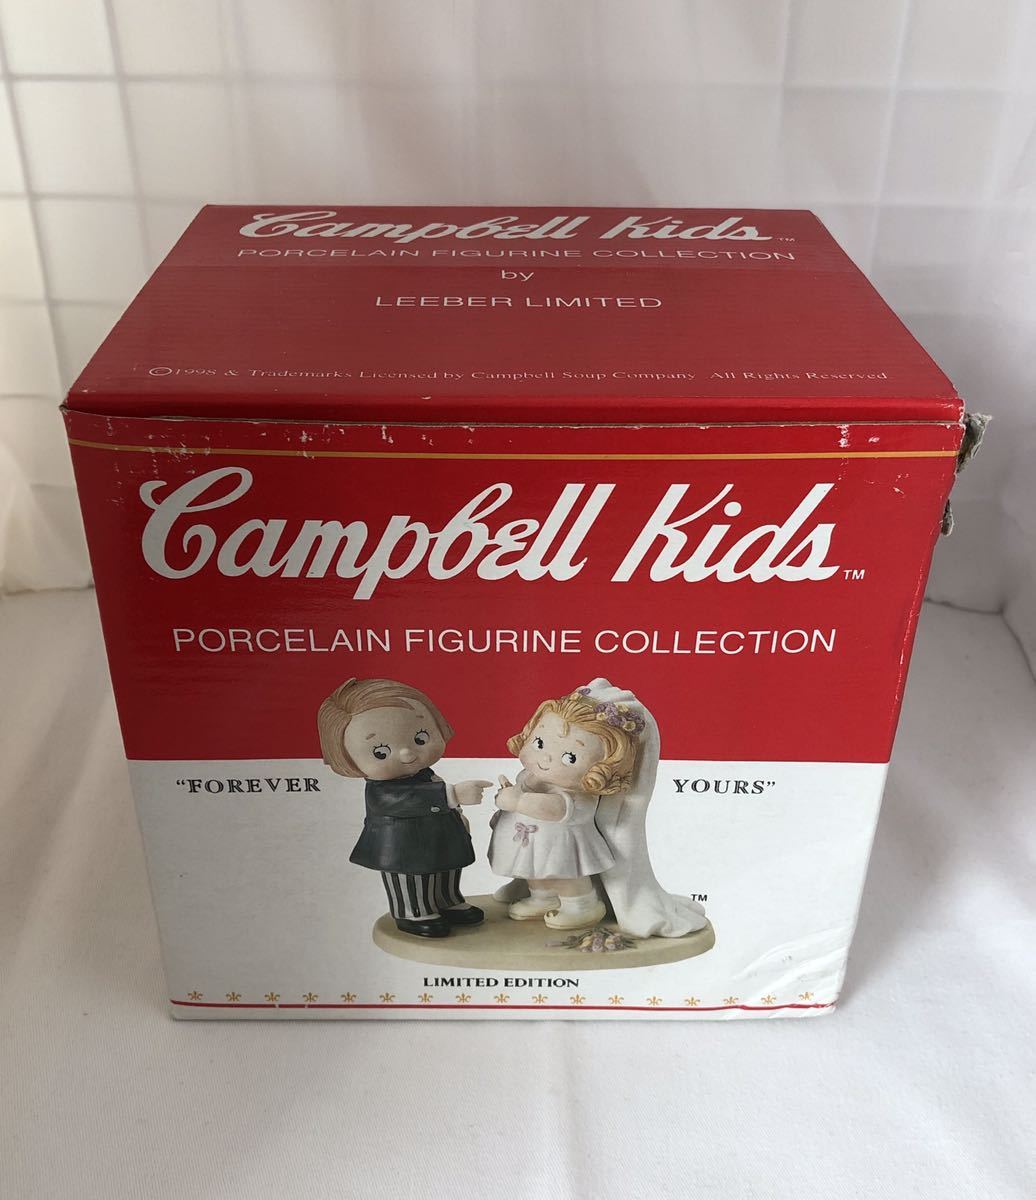 Campbell Kids™
PORCELAIN FIGURINE COLLECTION
by
LEEBER LIMITED
©1998 & Trademarks Licensed by Campbell Soup Company All Rights Reserved
Campbell Kids™
PORCELAIN FIGURINE COLLECTION
"FOREVER YOURS"
™
LIMITED EDITION